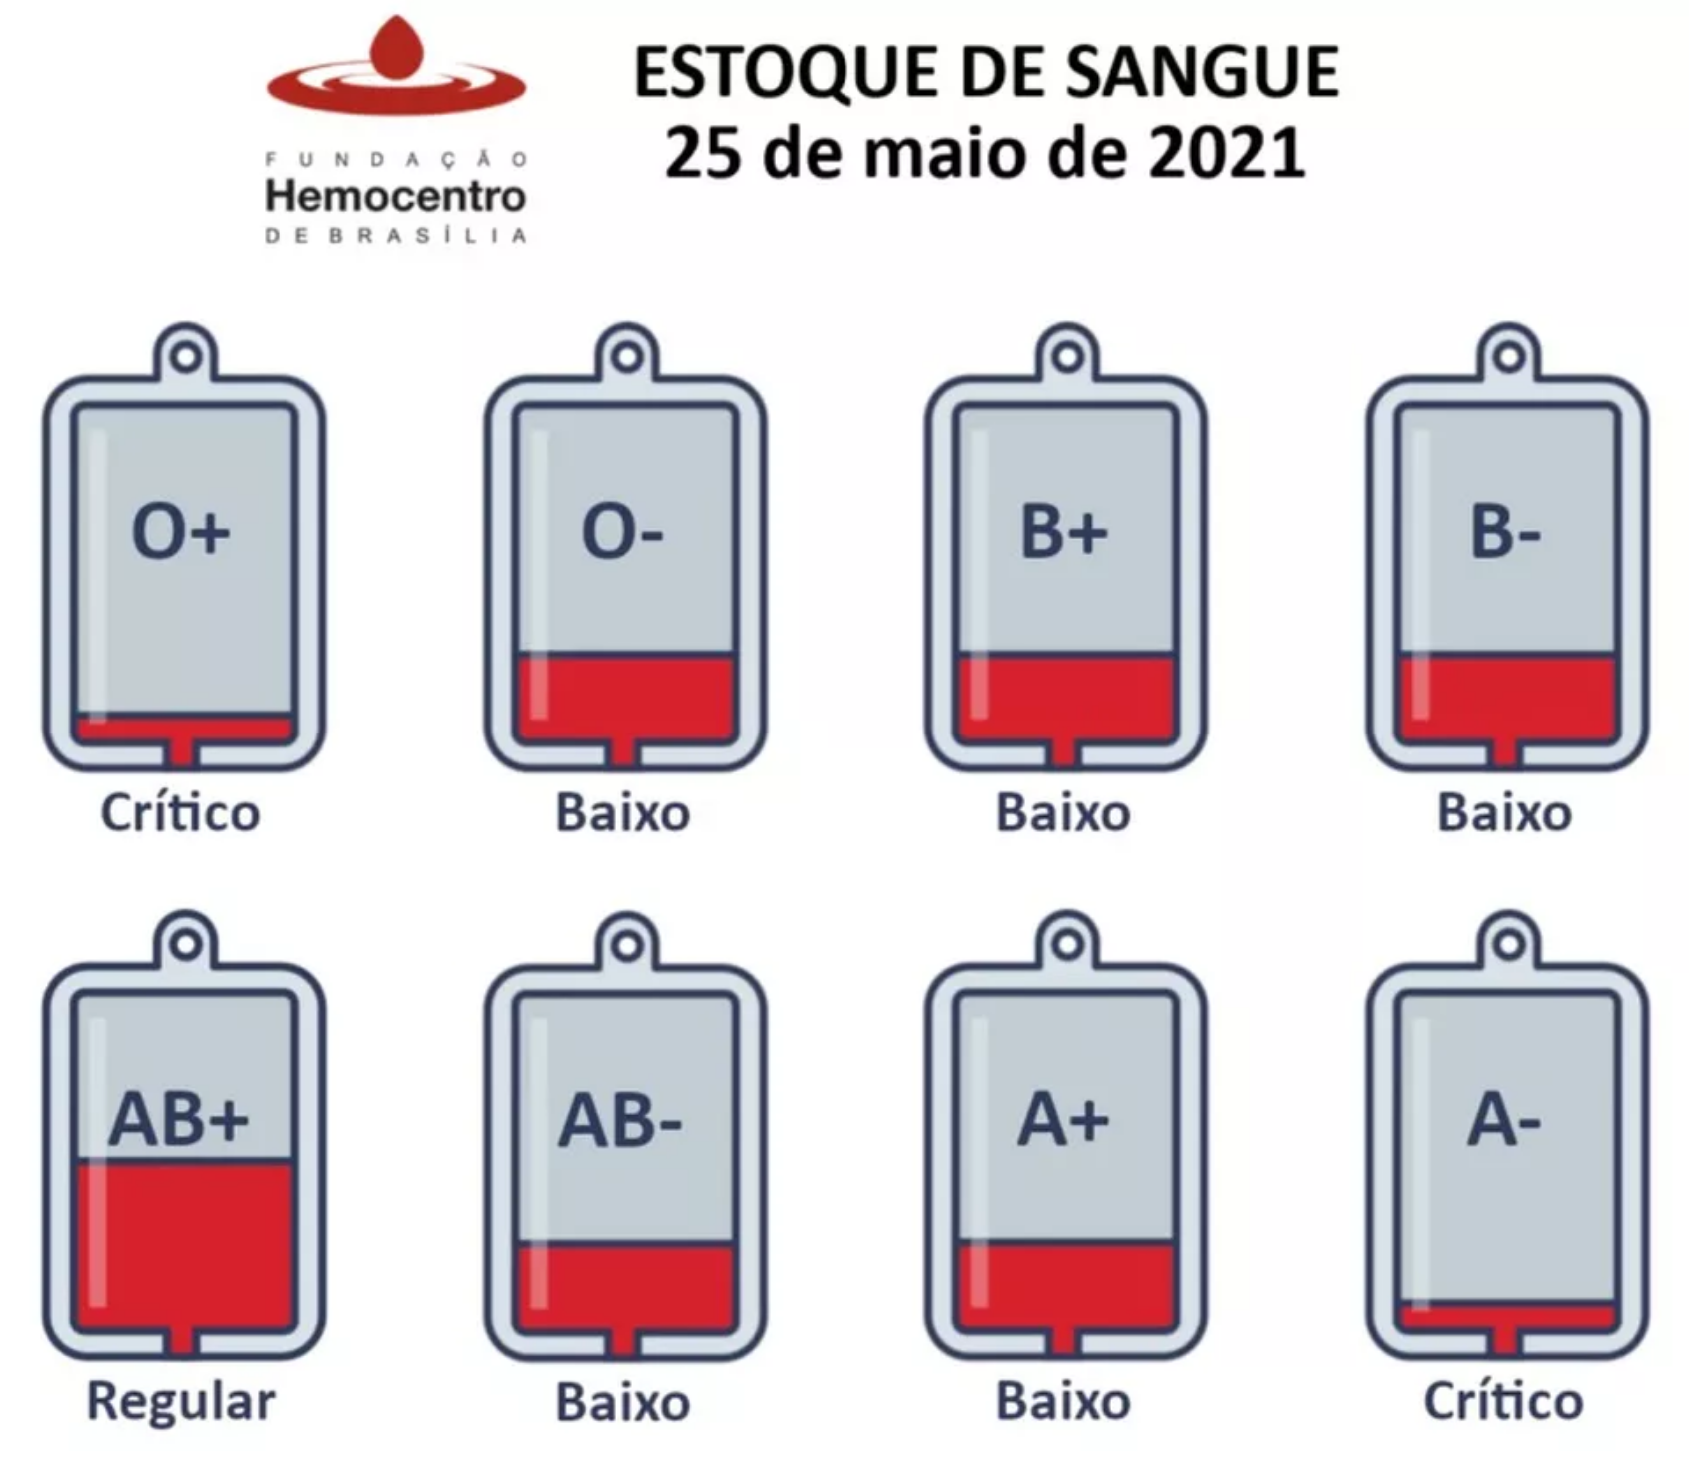 FUNDAÇÃO
Hemocentro
DE BRASÍLIA
ESTOQUE DE SANGUE
25 de maio de 2021
O+
O-
B+
B-
Crítico
Baixo
Baixo
Baixo
AB+
AB-
A+
A-
Regular
Baixo
Baixo
Crítico